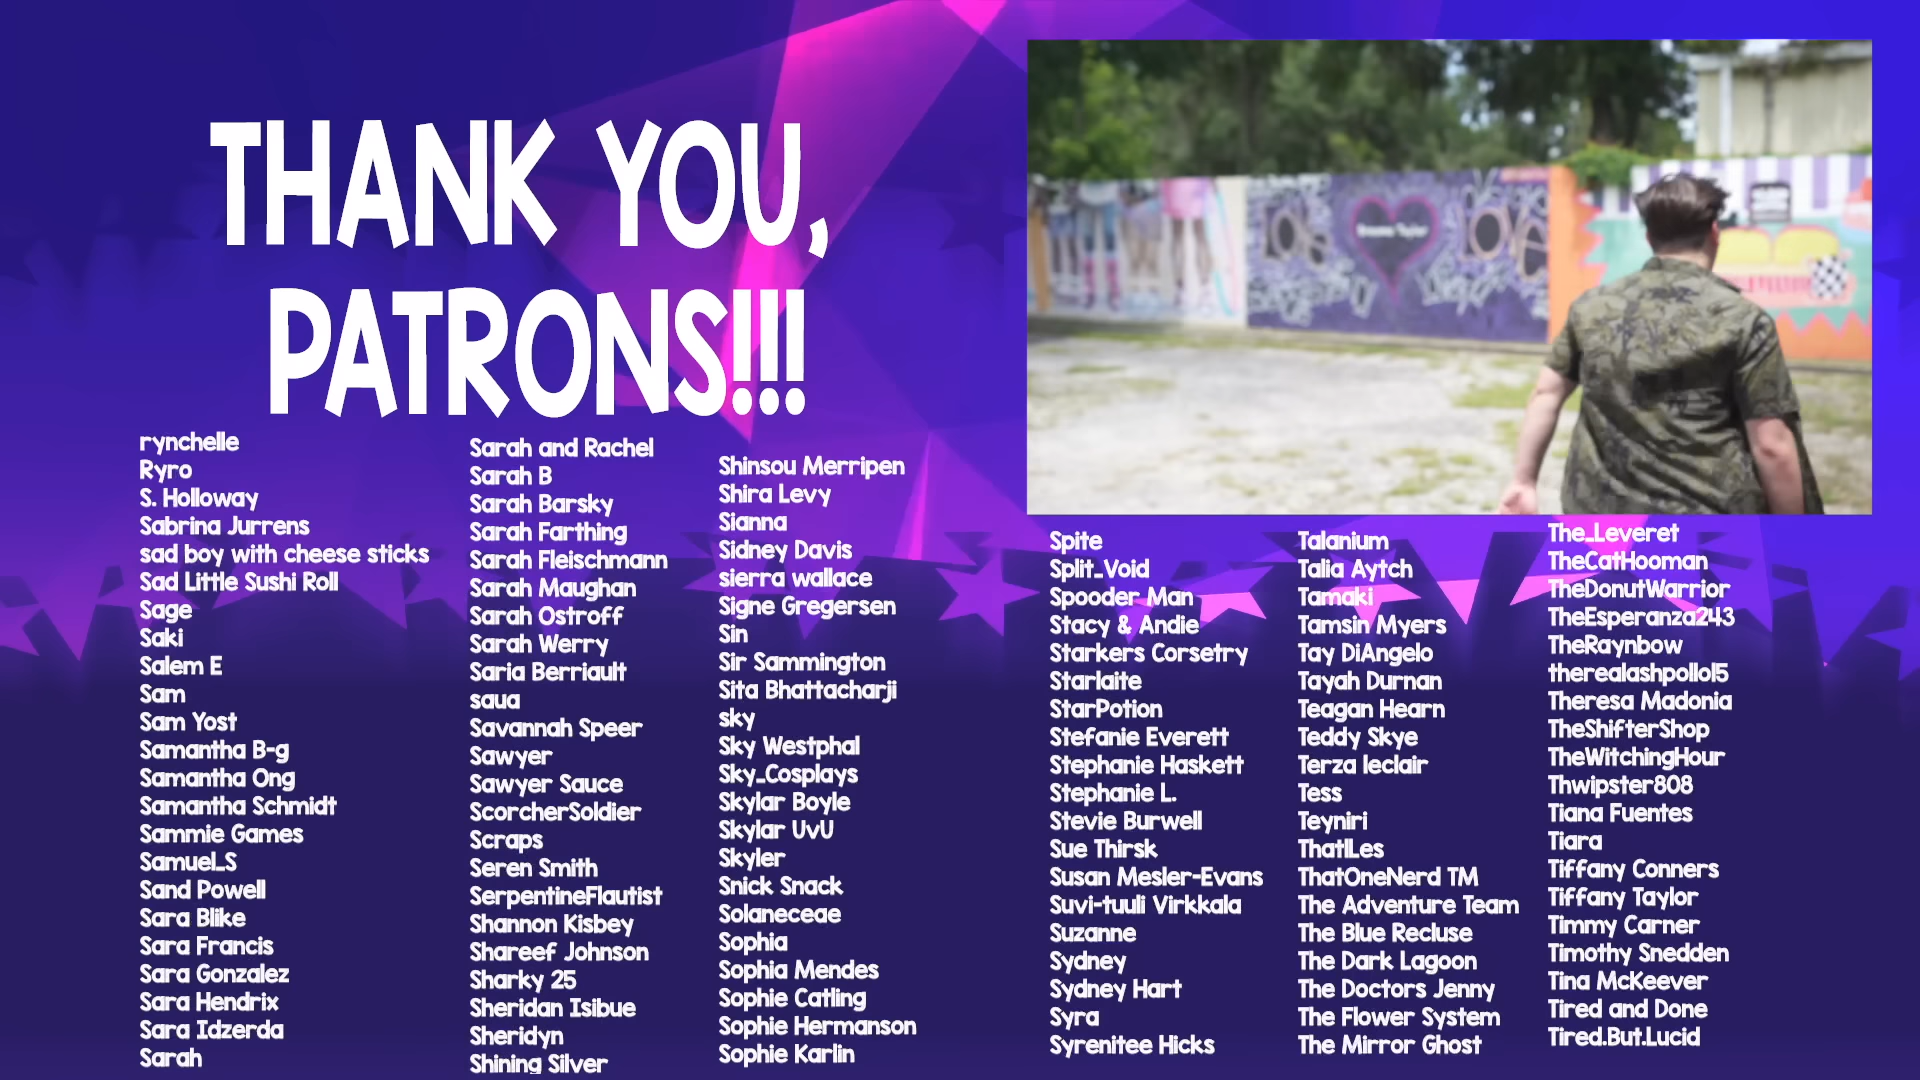 THANK YOU,
PATRONS!!!
rynchelle
Ryro
S. Holloway
Sabrina Jurrens
sad boy with cheese sticks
Sad Little Sushi Roll
Sage
Saki
Salem E
Sam
Sam Yost
Samantha B-g
Samantha Ong
Samantha Schmidt
Sammie Games
Samuel_S
Sand Powell
Sara Blike
Sara Francis
Sara Gonzalez
Sara Hendrix
Sara Idzerda
Sarah
Sarah and Rachel
Sarah B
Sarah Barsky
Sarah Farthing
Sarah Fleischmann
Sarah Maughan
Sarah Ostroff
Sarah Werry
Saria Berriault
saua
Savannah Speer
Sawyer
Sawyer Sauce
ScorcherSoldier
Scraps
Seren Smith
SerpentineFlautist
Shannon Kisbey
Shareef Johnson
Sharky 25
Sheridan Isibue
Sheridyn
Shining Silver
Shinsou Merripen
Shira Levy
Sianna
Sidney Davis
sierra wallace
Signe Gregersen
Sin
Sir Sammington
Sita Bhattacharji
sky
Sky Westphal
Sky_Cosplays
Skylar Boyle
Skylar UvU
Skyler
Snick Snack
Solaneceae
Sophia
Sophia Mendes
Sophie Catling
Sophie Hermanson
Sophie Karlin
Spite
Split_Void
Spooder Man
Stacy & Andie
Starkers Corsetry
Starlaite
StarPotion
Stefanie Everett
Stephanie Haskett
Stephanie L.
Stevie Burwell
Sue Thirsk
Susan Mesler-Evans
Suvi-tuuli Virkkala
Suzanne
Sydney
Sydney Hart
Syra
Syrenitee Hicks
Talanium
Talia Aytch
Tamaki
Tamsin Myers
Tay DiAngelo
Tayah Durnan
Teagan Hearn
Teddy Skye
Terza leclair
Tess
Teyniri
ThatlLes
ThatOneNerd TM
The Adventure Team
The Blue Recluse
The Dark Lagoon
The Doctors Jenny
The Flower System
The Mirror Ghost
The_Leveret
TheCatHooman
TheDonutWarrior
TheEsperanza243
TheRaynbow
therealashpollo15
Theresa Madonia
TheShifterShop
TheWitchingHour
Thwipster808
Tiana Fuentes
Tiara
Tiffany Conners
Tiffany Taylor
Timmy Carner
Timothy Snedden
Tina McKeever
Tired and Done
Tired.But.Lucid